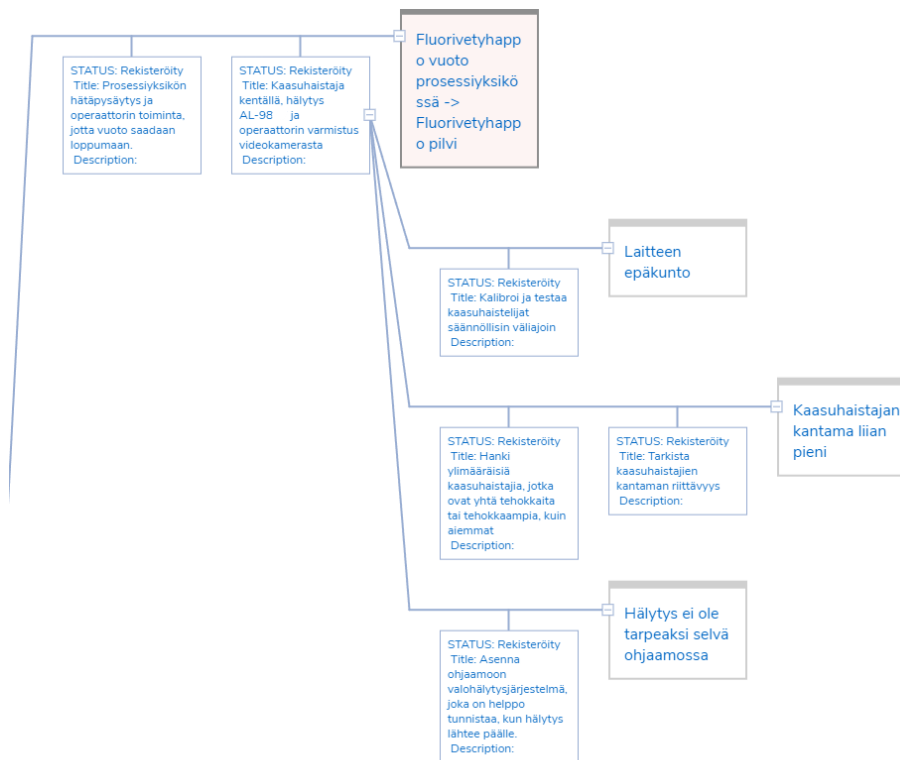 Fluorivetyhapp
o vuoto
prosessiyksikö
ssä ->
Fluorivetyhapp
o pilvi
STATUS: Rekisteröity
Title: Prosessiyksikön
hätäpysäytys ja
operaattorin toiminta,
jotta vuoto saadaan
loppumaan.
Description:
STATUS: Rekisteröity
Title: Kaasuhaistaja
kentällä, hälytys
AL-98 ja
operaattorin varmistus
videokamerasta
Description:
Laitteen
epäkunto
STATUS: Rekisteröity
Title: Kalibroi ja testaa
kaasuhaistelijat
säännöllisin väliajoin
Description:
Kaasuhaistajan
kantama liian
pieni
STATUS: Rekisteröity
Title: Hanki
ylimääräisiä
kaasuhaistajia, jotka
ovat yhtä tehokkaita
tai tehokkaampia, kuin
aiemmat
Description:
STATUS: Rekisteröity
Title: Tarkista
kaasuhaistajien
kantaman riittävyys
Description:
Hälytys ei ole
tarpeaksi selvä
ohjaamossa
STATUS: Rekisteröity
Title: Asenna
ohjaamoon
valohälytysjärjestelmä,
joka on helppo
tunnistaa, kun hälytys
lähtee päälle.
Description: